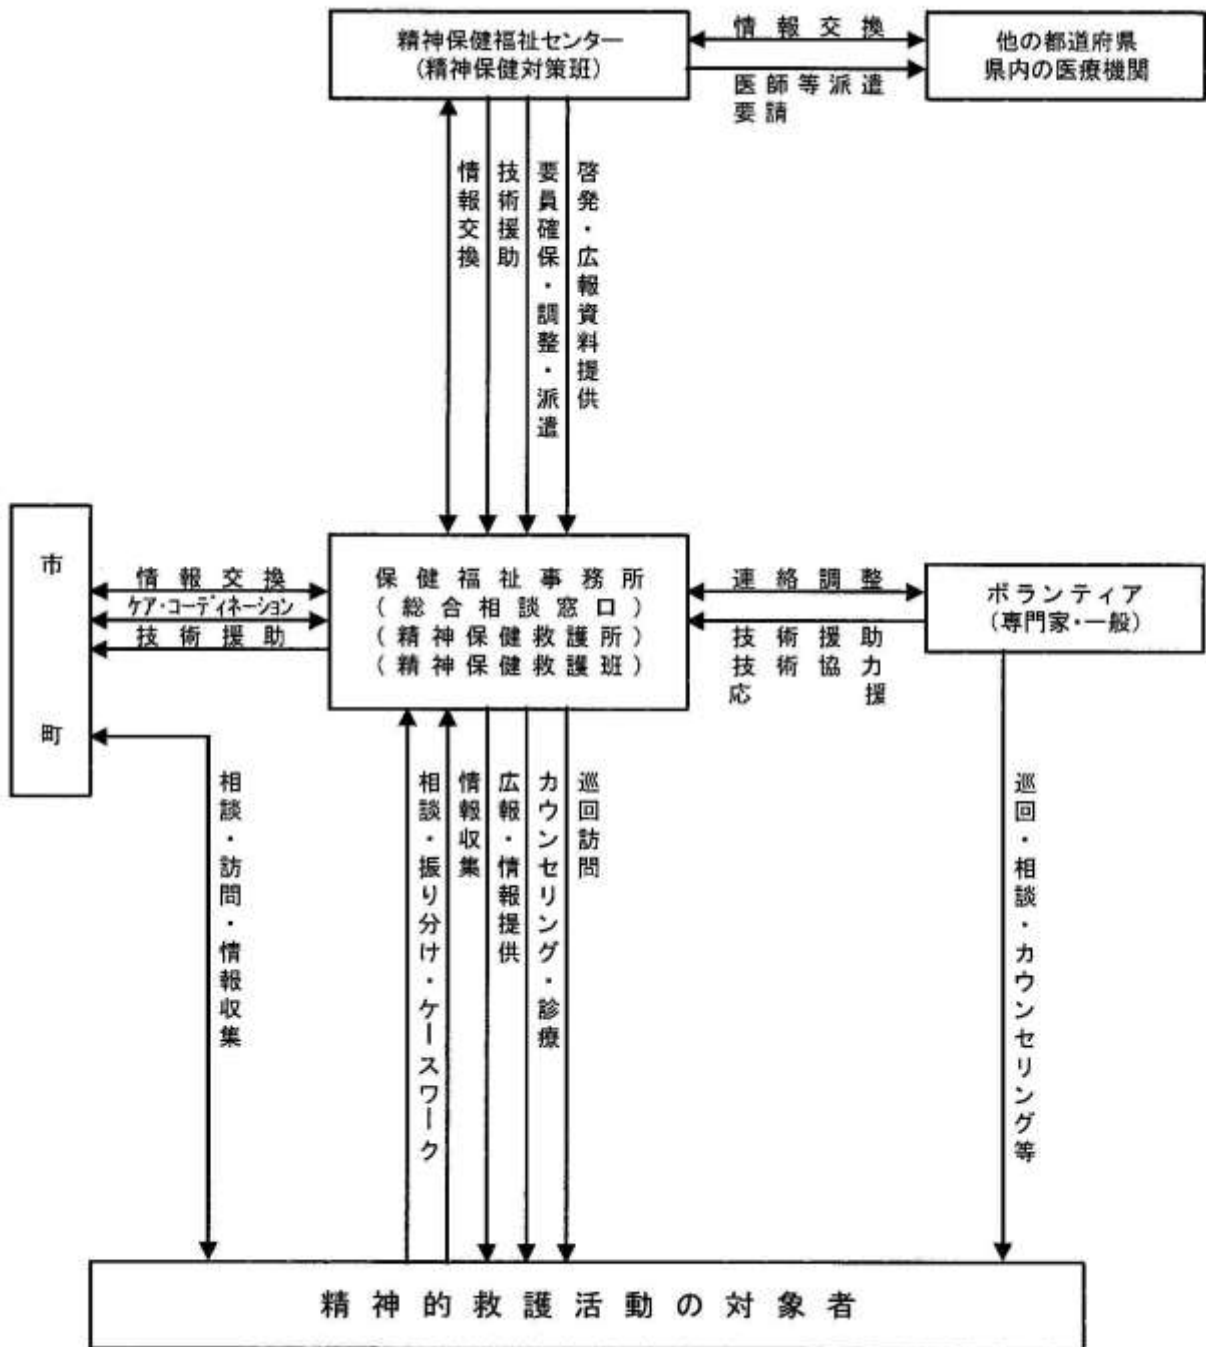 精神保健福祉センター
(精神保健対策班)
情報交換
医師等派遣
要請
他の都道府県
県内の医療機関
情報交換
技術援助
要員確保・調整・派遣
啓発・広報資料提供
市町
情報交換
ケア・コーディネーション
技術援助
保健福祉事務所
(総合相談窓口)
(精神保健救護所)
(精神保健救護班)
連絡調整
技術援助
技術協力
応援
ボランティア
(専門家・一般)
相談・訪問・情報収集
相談・振り分け・ケースワーク
情報収集
広報・情報提供
カウンセリング・診療
巡回訪問
巡回・相談・カウンセリング等
精神的救護活動の対象者